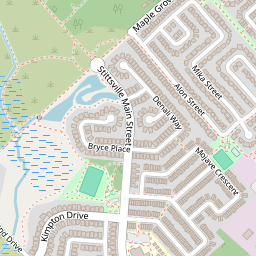 Maple Grov
Stittsville Main Street
Mika Street
Alon Street
Denali Way
Bryce Place
Mojave Crescent
Kimpton Drive
nd Drive